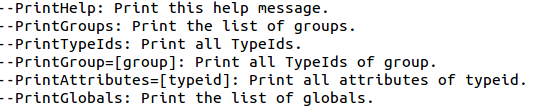 --PrintHelp: Print this help message.
--PrintGroups: Print the list of groups.
--PrintTypeIds: Print all TypeIds.
--PrintGroup=[group]: Print all TypeIds of group.
--PrintAttributes=[typeid]: Print all attributes of typeid.
--PrintGlobals: Print the list of globals.